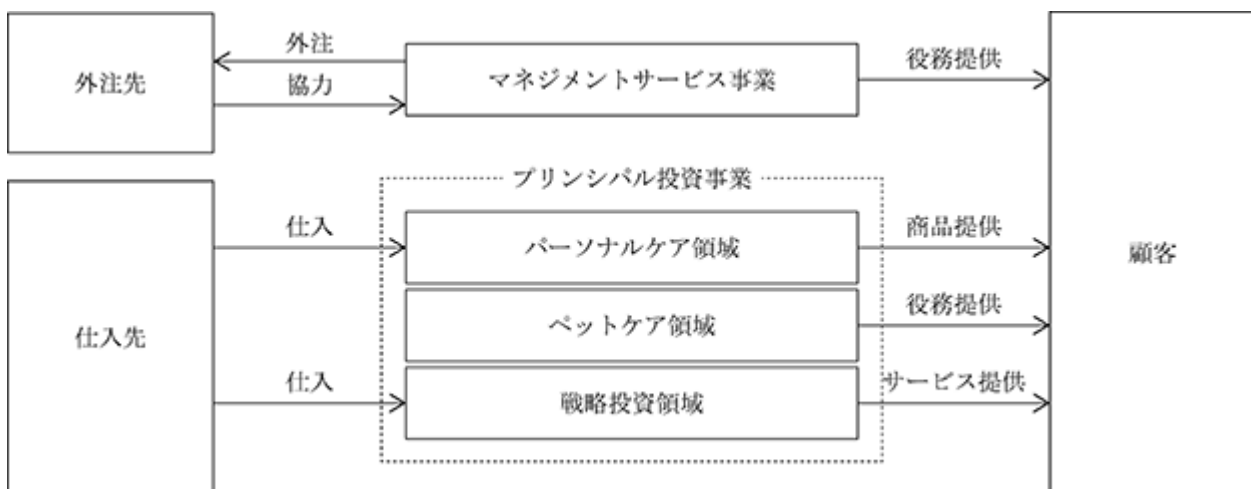 外注先
外注
協力
マネジメントサービス事業
役務提供
プリンシパル投資事業
仕入先
仕入
パーソナルケア領域
商品提供
顧客
ペットケア領域
役務提供
仕入
戦略投資領域
サービス提供